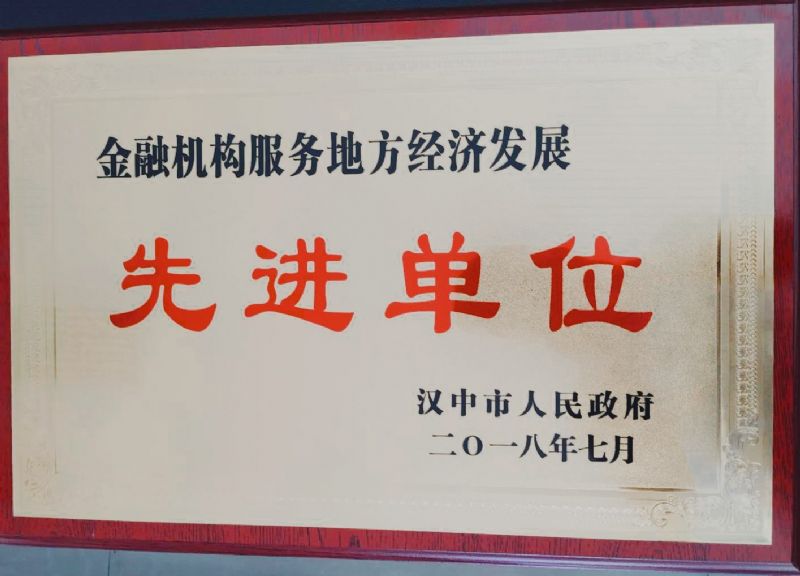 金融机构服务地方经济发展
先进单位
汉中市人民政府
二〇一八年七月